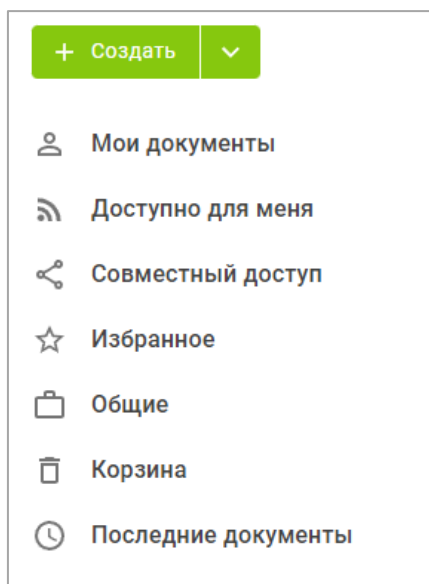 + Создать
Мои документы
Доступно для меня
Совместный доступ
Избранное
Общие
Корзина
Последние документы